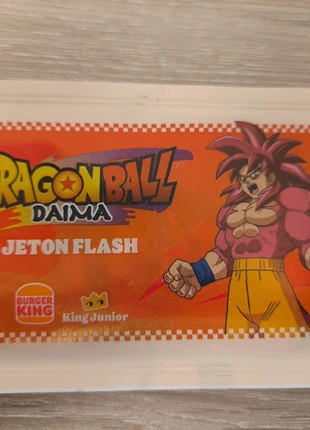 DRAGON BALL
DAIMA
JETON FLASH
BURGER
KING
King Junior